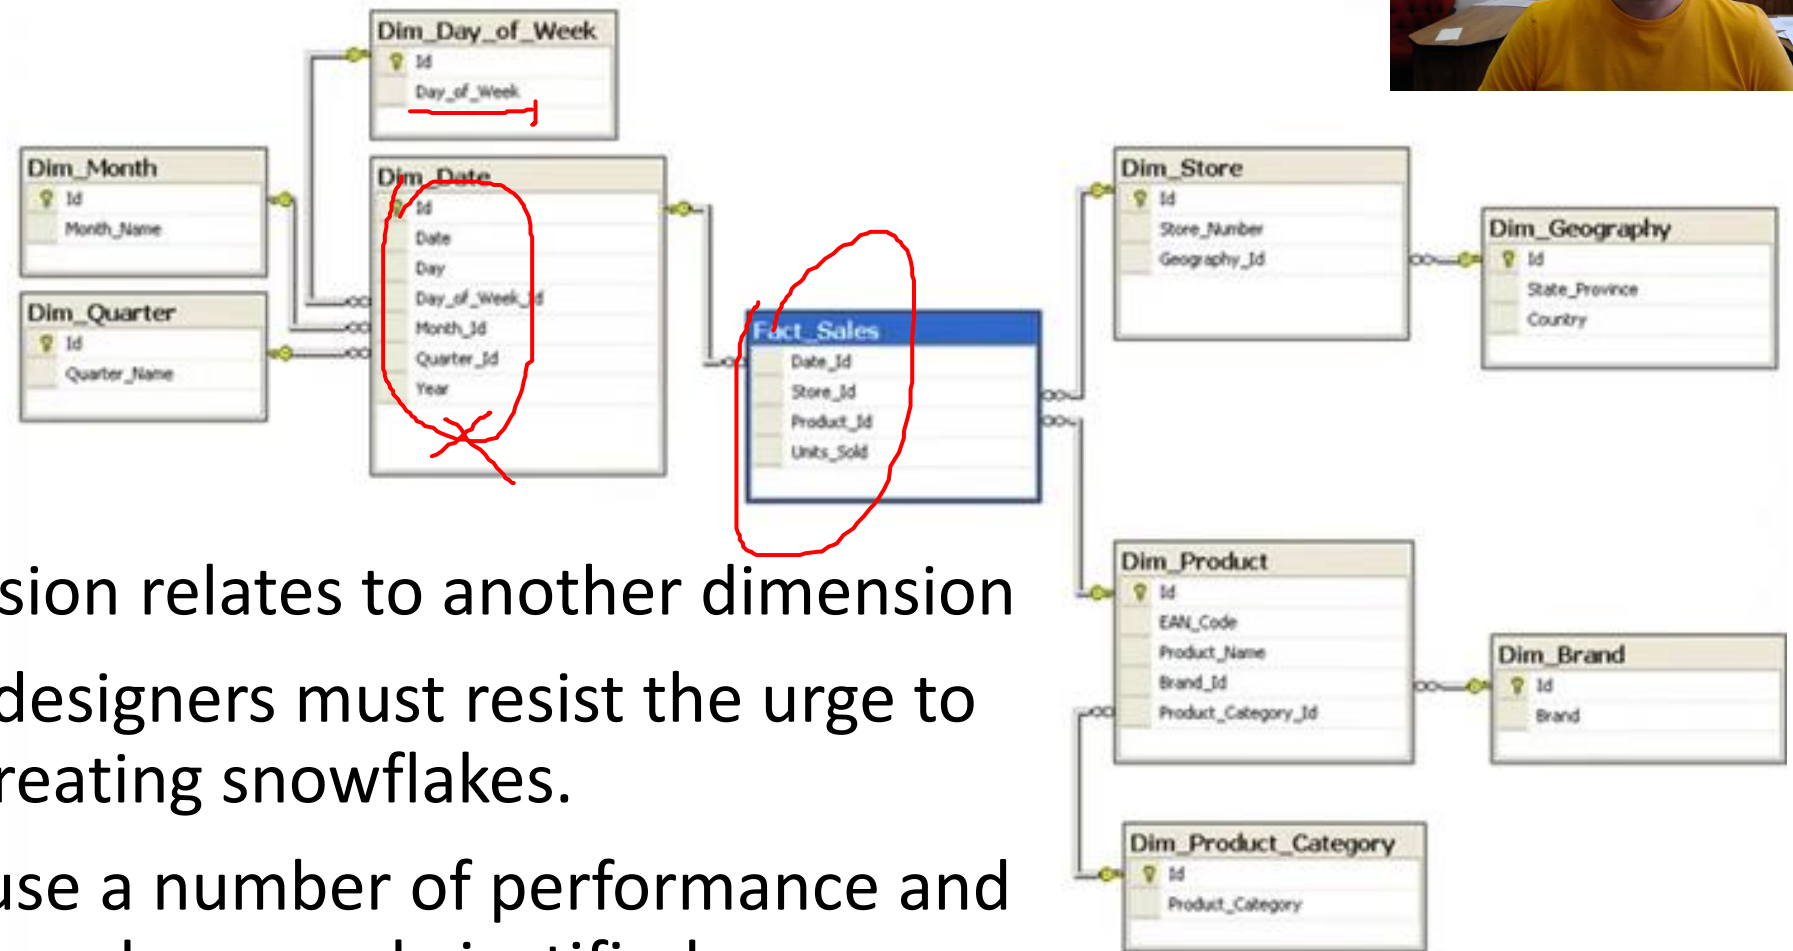 Dim_Day_of_Week
Id
Day_of_Week
Dim_Month
Id
Month_Name
Dim_Quarter
Id
Quarter_Name
Dim_Date
Id
Date
Day
Day_of_Week_Id
Month_Id
Quarter_Id
Year
Fact_Sales
Date_Id
Store_Id
Product_Id
Units_Sold
Dim_Store
Id
Store_Number
Geography_Id
Dim_Geography
Id
State_Province
Country
Dim_Product
Id
EAN_Code
Product_Name
Brand_Id
Product_Category_Id
Dim_Brand
Id
Brand
Dim_Product_Category
Id
Product_Category
sion relates to another dimension
designers must resist the urge to
reating snowflakes.
use a number of performance and